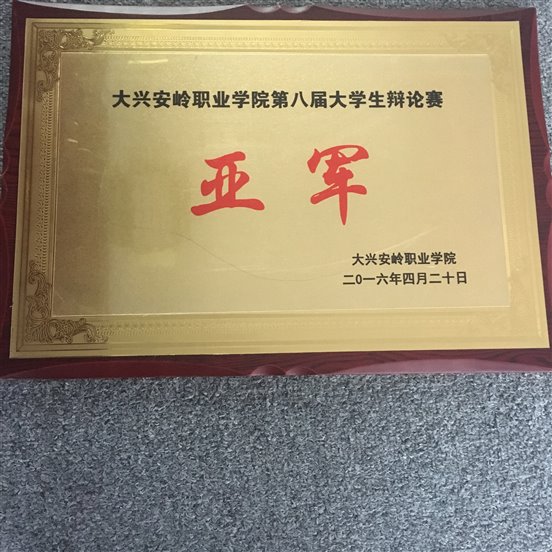 大兴安岭职业学院第八届大学生辩论赛
亚军
大兴安岭职业学院
二0一六年四月二十日